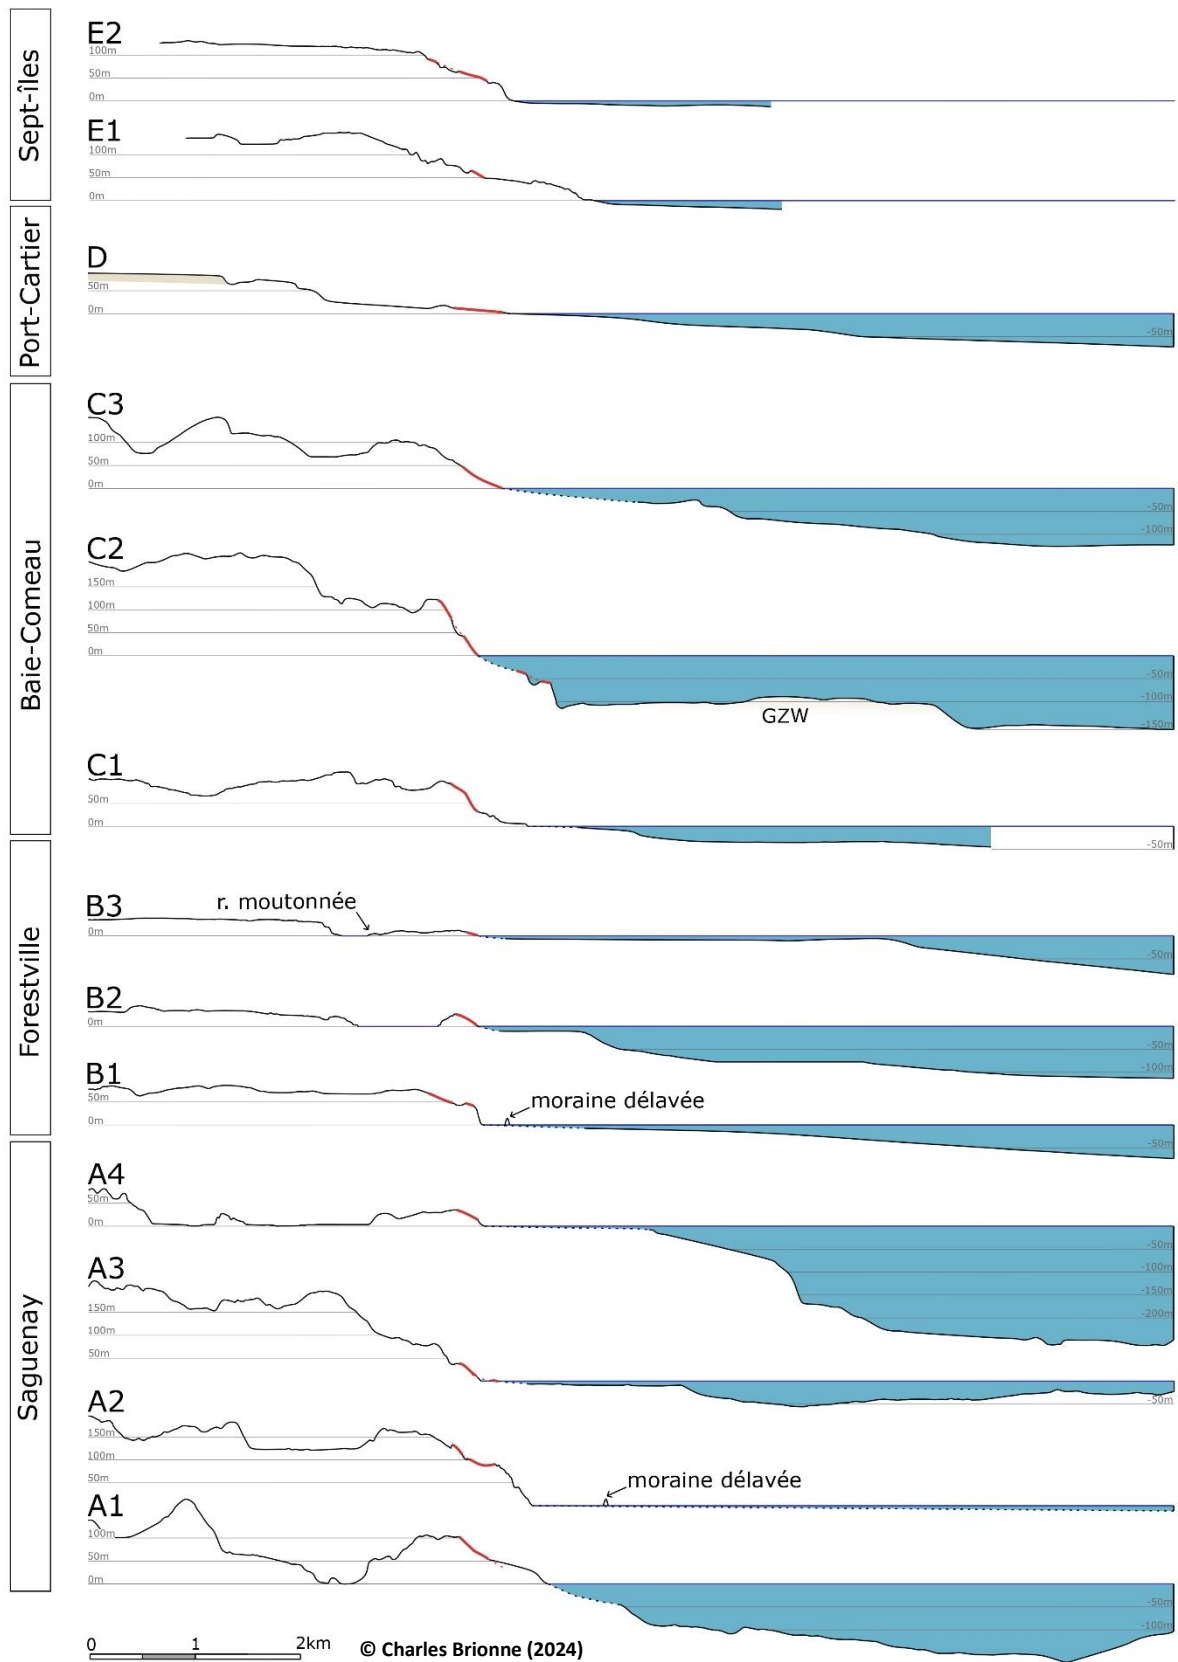 Sept-îles
E2
100m
50m
0m
E1
100m
50m
0m
Port-Cartier
D
50m
0m
-50m
Baie-Comeau
C3
100m
50m
0m
-50m
-100m
C2
150m
100m
50m
0m
-50m
-100m
-150m
GZW
C1
50m
0m
-50m
Forestville
B3
r. moutonnée
0m
-50m
B2
0m
-50m
-100m
B1
50m
0m
moraine délavée
-50m
Saguenay
A4
50m
0m
-50m
-100m
-150m
-200m
A3
150m
100m
50m
-50m
A2
150m
100m
50m
moraine délavée
A1
100m
50m
0m
-50m
-100m
0 1 2km
© Charles Brionne (2024)